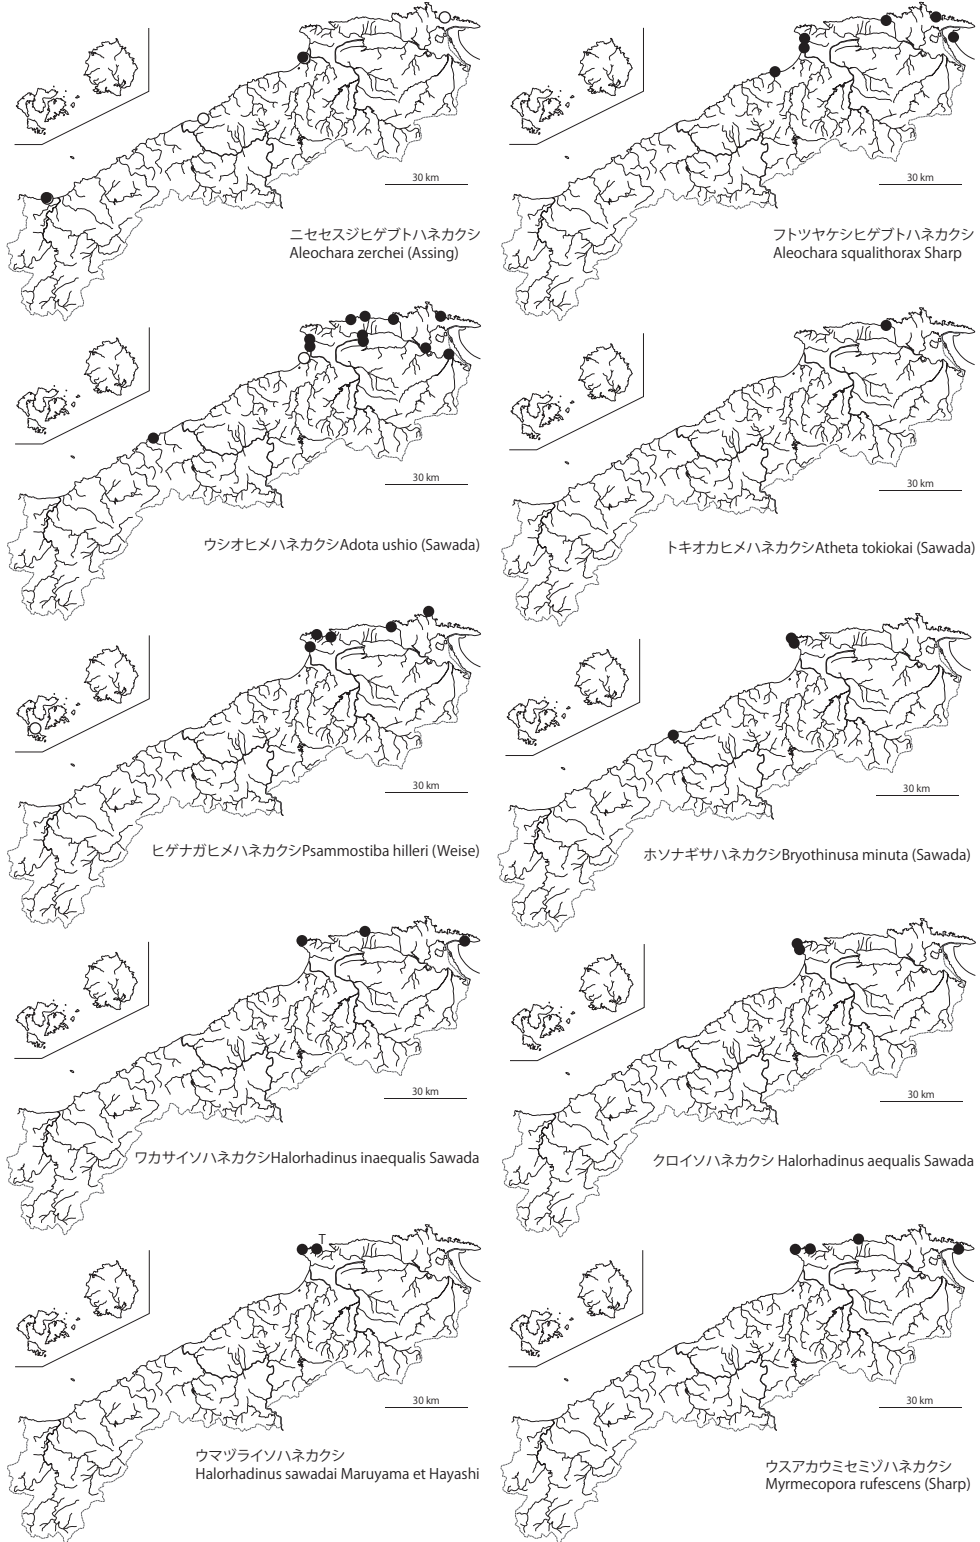 30 km
ニセセスジヒゲブトハネカクシ
Aleochara zerchei (Assing)
30 km
フトツヤケシヒゲブトハネカクシ
Aleochara squalithorax Sharp
30 km
ウシオヒメハネカクシAdota ushio (Sawada)
30 km
トキオカヒメハネカクシAtheta tokiokai (Sawada)
30 km
ヒゲナガヒメハネカクシPsammostiba hilleri (Weise)
30 km
ホソナギサハネカクシBryothinusa minuta (Sawada)
30 km
ワカサイソハネカクシHalorhadinus inaequalis Sawada
30 km
クロイソハネカクシ Halorhadinus aequalis Sawada
T
30 km
ウマヅライソハネカクシ
Halorhadinus sawadai Maruyama et Hayashi
30 km
ウスアカウミセミゾハネカクシ
Myrmecopora rufescens (Sharp)